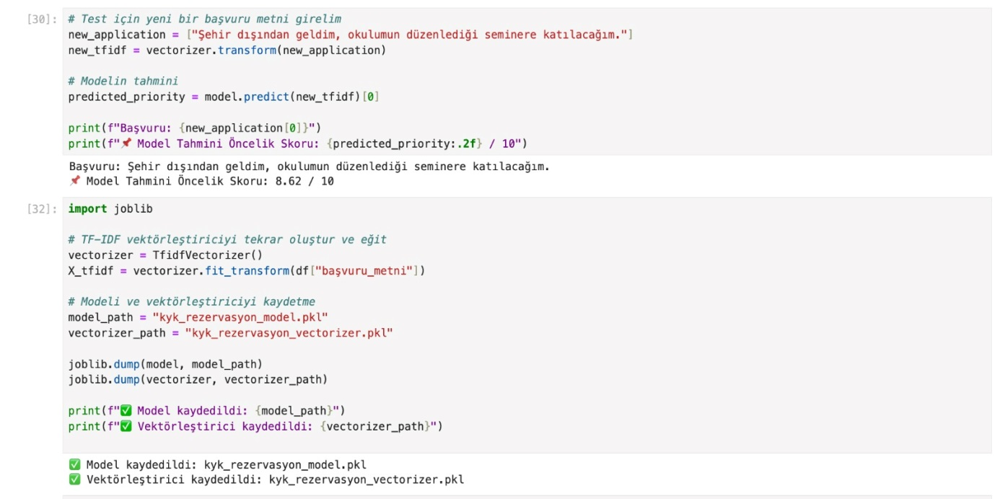 [30]: # Test için yeni bir başvuru metni girelim
new_application = ["Şehir dışından geldim, okulumun düzenlediği seminere katılacağım."]
new_tfidf = vectorizer.transform(new_application)
# Modelin tahmini
predicted_priority = model.predict(new_tfidf)[0]
print(f"Başvuru: {new_application[0]}")
print(f"📌 Model Tahmini Öncelik Skoru: {predicted_priority:.2f} / 10")
Başvuru: Şehir dışından geldim, okulumun düzenlediği seminere katılacağım.
📌 Model Tahmini Öncelik Skoru: 8.62 / 10
[32]: import joblib
# TF-IDF vektörleştiriciyi tekrar oluştur ve eğit
vectorizer = TfidfVectorizer()
X_tfidf = vectorizer.fit_transform(df["başvuru_metni"])
# Modeli ve vektörleştiriciyi kaydetme
model_path = "kyk_rezervasyon_model.pkl"
vectorizer_path = "kyk_rezervasyon_vectorizer.pkl"
joblib.dump(model, model_path)
joblib.dump(vectorizer, vectorizer_path)
print(f"✅ Model kaydedildi: {model_path}")
print(f"✅ Vektörleştirici kaydedildi: {vectorizer_path}")
✅ Model kaydedildi: kyk_rezervasyon_model.pkl
✅ Vektörleştirici kaydedildi: kyk_rezervasyon_vectorizer.pkl